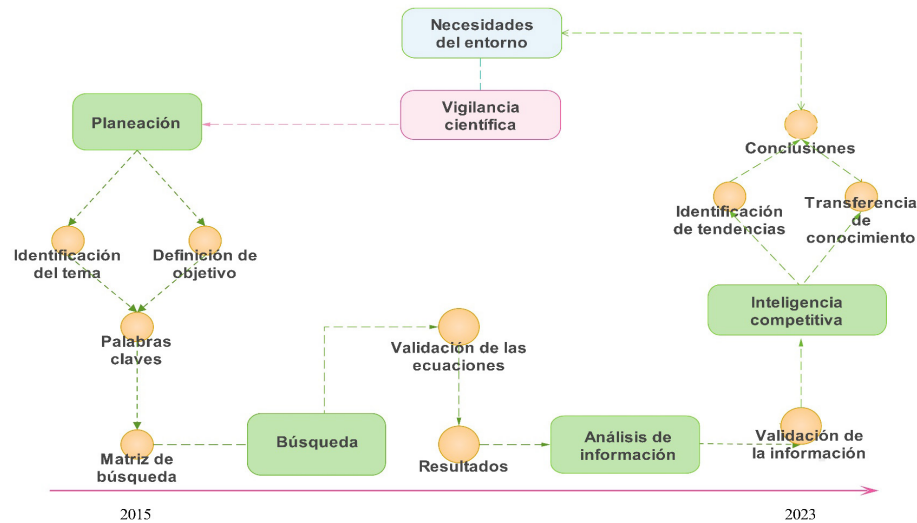 Necesidades
del entorno
Vigilancia
científica
Planeación
Identificación
del tema
Definición de
objetivo
Palabras
claves
Matriz de
búsqueda
Búsqueda
Validación de las
ecuaciones
Resultados
Análisis de
información
Validación de
la información
Inteligencia
competitiva
Identificación
de tendencias
Transferencia
de
conocimiento
Conclusiones
2015
2023